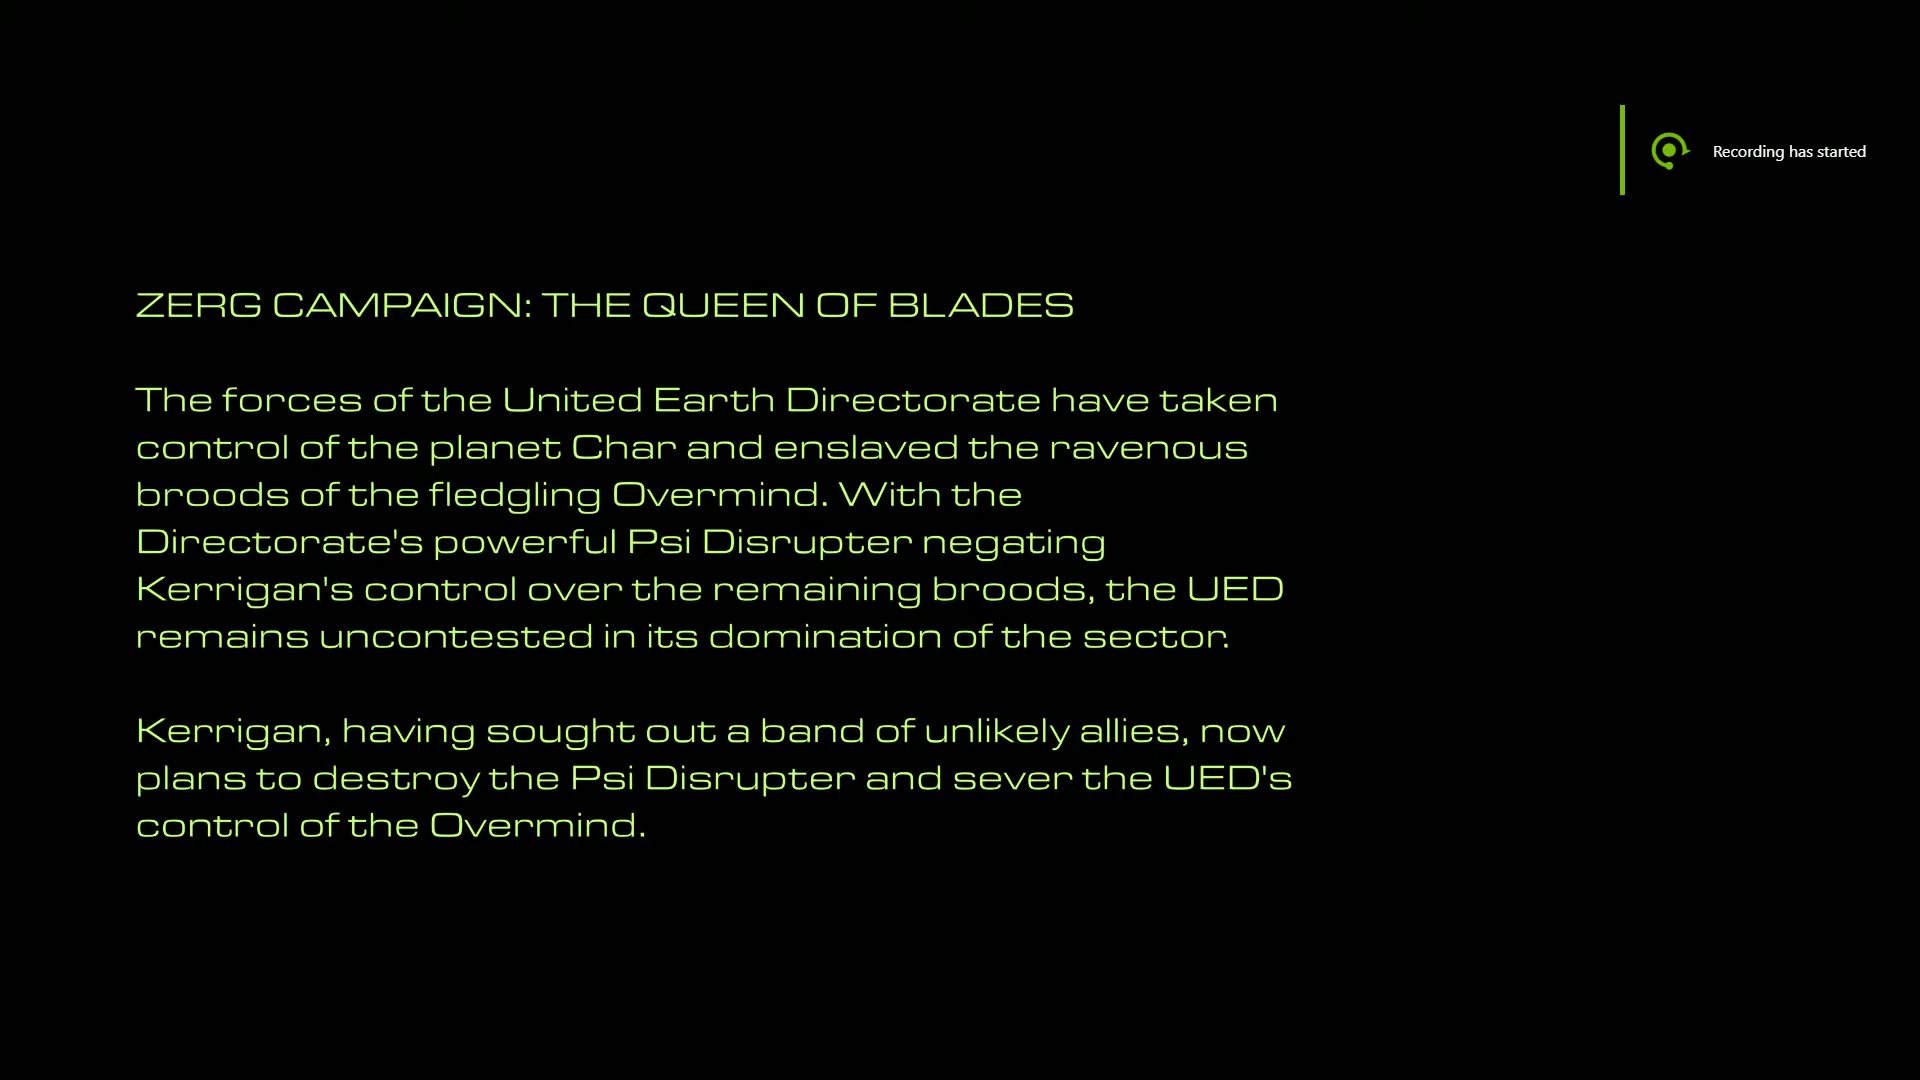 Recording has started
ZERG CAMPAIGN: THE QUEEN OF BLADES
The forces of the United Earth Directorate have taken
control of the planet Char and enslaved the ravenous
broods of the fledgling Overmind. With the
Directorate's powerful Psi Disrupter negating
Kerrigan's control over the remaining broods, the UED
remains uncontested in its domination of the sector.
Kerrigan, having sought out a band of unlikely allies, now
plans to destroy the Psi Disrupter and sever the UED's
control of the Overmind.